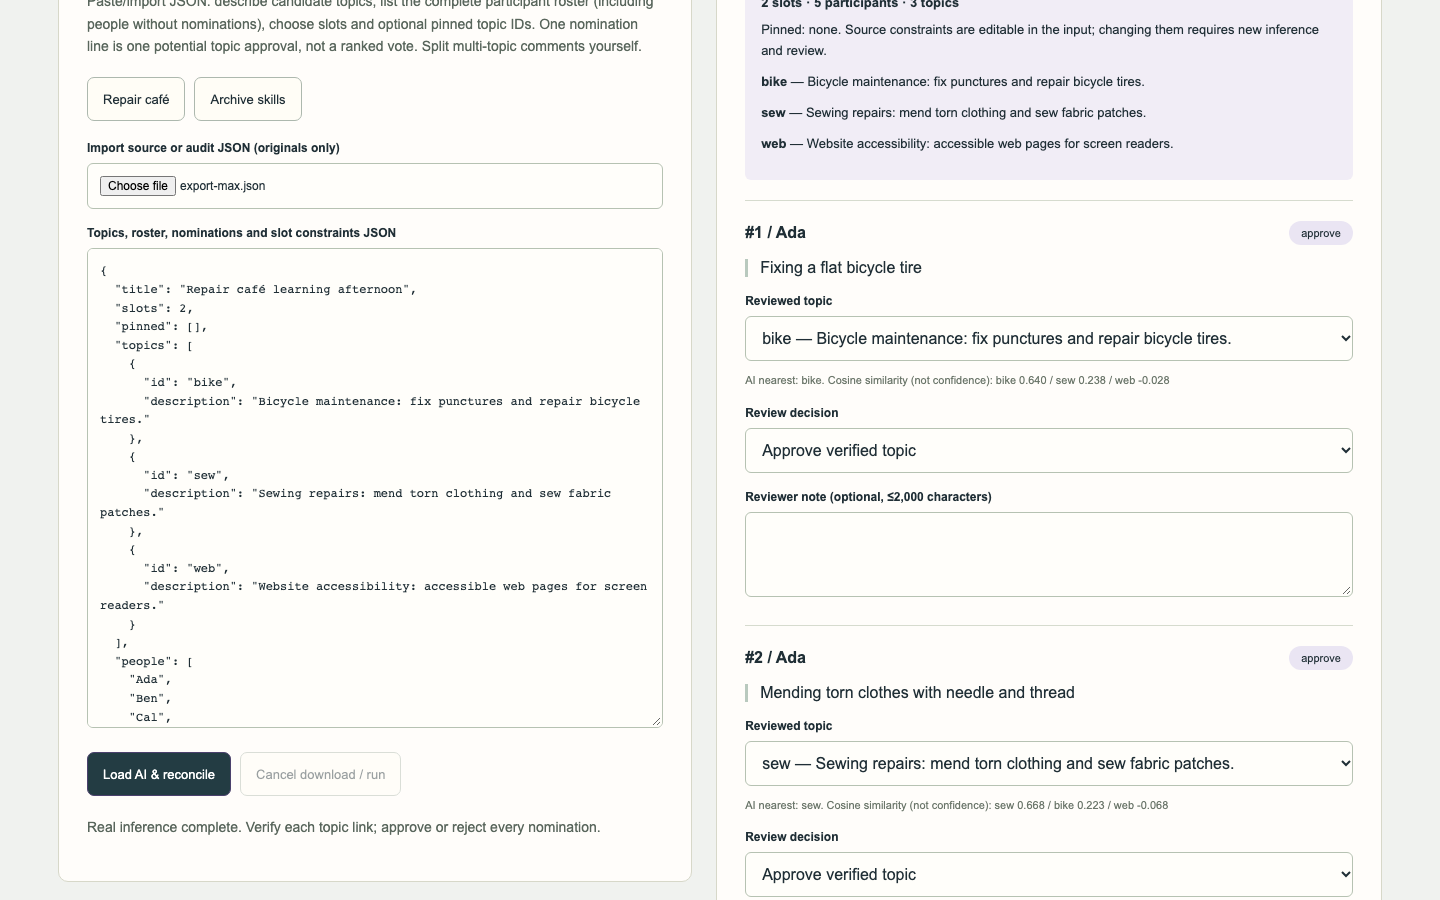 Paste/import JSON: describe candidate topics, list the complete participant roster (including
people without nominations), choose slots and optional pinned topic IDs. One nomination
line is one potential topic approval, not a ranked vote. Split multi-topic comments yourself.
Repair café
Archive skills
Import source or audit JSON (originals only)
Choose file export-max.json
Topics, roster, nominations and slot constraints JSON
{
"title": "Repair café learning afternoon",
"slots": 2,
"pinned": [],
"topics": [
{
"id": "bike",
"description": "Bicycle maintenance: fix punctures and repair bicycle
tires."
},
{
"id": "sew",
"description": "Sewing repairs: mend torn clothing and sew fabric
patches."
},
{
"id": "web",
"description": "Website accessibility: accessible web pages for screen
readers."
}
],
"people": [
"Ada",
"Ben",
"Cal",
Load AI & reconcile
Cancel download / run
Real inference complete. Verify each topic link; approve or reject every nomination.
2 slots · 5 participants · 3 topics
Pinned: none. Source constraints are editable in the input; changing them requires new inference
and review.
bike — Bicycle maintenance: fix punctures and repair bicycle tires.
sew — Sewing repairs: mend torn clothing and sew fabric patches.
web — Website accessibility: accessible web pages for screen readers.
#1 / Ada
approve
Fixing a flat bicycle tire
Reviewed topic
bike — Bicycle maintenance: fix punctures and repair bicycle tires.
AI nearest: bike. Cosine similarity (not confidence): bike 0.640 / sew 0.238 / web -0.028
Review decision
Approve verified topic
Reviewer note (optional, ≤2,000 characters)
#2 / Ada
approve
Mending torn clothes with needle and thread
Reviewed topic
sew — Sewing repairs: mend torn clothing and sew fabric patches.
AI nearest: sew. Cosine similarity (not confidence): sew 0.668 / bike 0.223 / web -0.068
Review decision
Approve verified topic